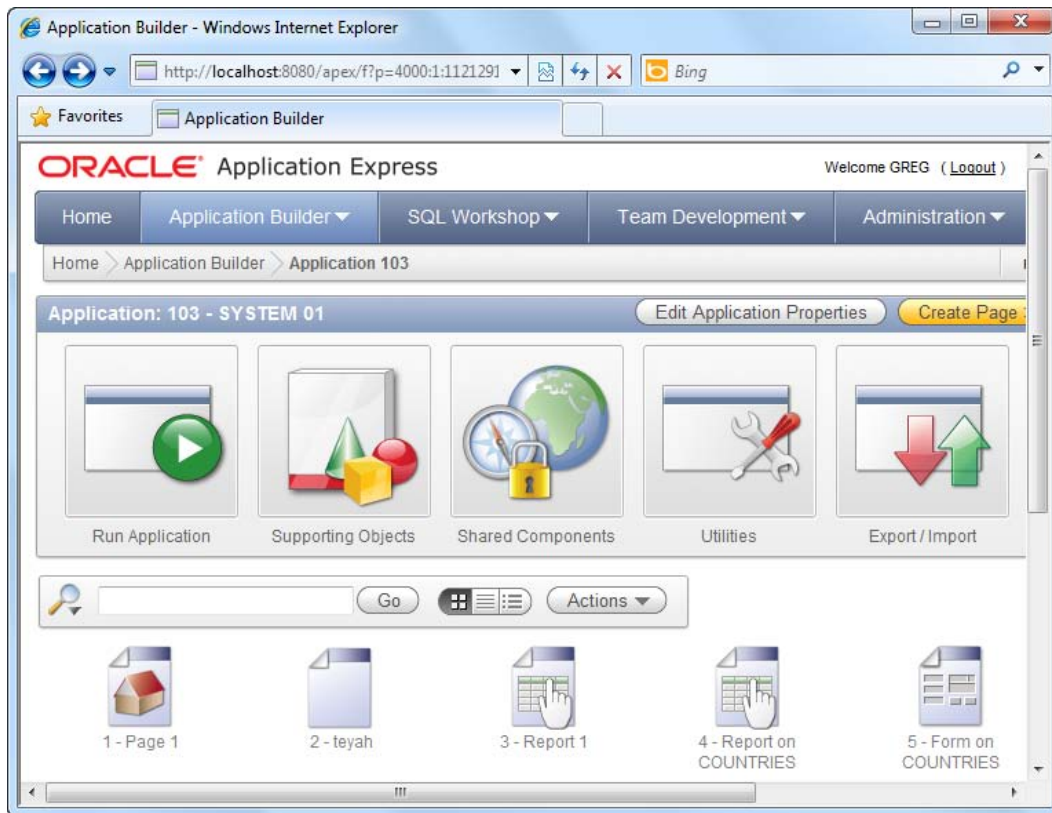 Application Builder - Windows Internet Explorer
http://localhost:8080/apex/f?p=4000:1:1121291
Bing
Favorites
Application Builder
ORACLE Application Express
Welcome GREG ( Logout )
Home
Application Builder
SQL Workshop
Team Development
Administration
Home
Application Builder
Application 103
Application: 103 - SYSTEM 01
Edit Application Properties
Create Page
Run Application
Supporting Objects
Shared Components
Utilities
Export / Import
Go
Actions
1 - Page 1
2 - teyah
3 - Report 1
4 - Report on
COUNTRIES
5 - Form on
COUNTRIES